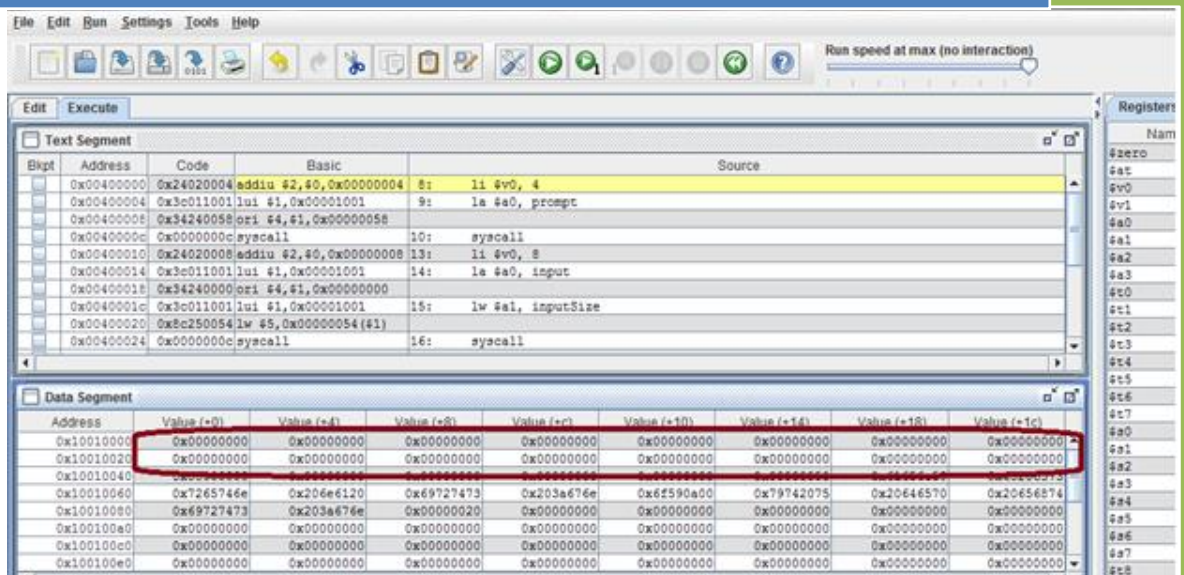 File Edit Run Settings Tools Help
Run speed at max (no interaction)
Edit Execute
Registers
Text Segment
Bkpt Address Code Basic Source
0x00400000 0x24020004 addiu $2,$0,0x00000004 8: li $v0, 4
0x00400004 0x3c011001 lui $1,0x00001001 9: la $a0, prompt
0x00400008 0x34240058 ori $4,$1,0x00000058
0x0040000c 0x0000000c syscall 10: syscall
0x00400010 0x24020008 addiu $2,$0,0x00000008 13: li $v0, 8
0x00400014 0x3c011001 lui $1,0x00001001 14: la $a0, input
0x00400018 0x34240000 ori $4,$1,0x00000000
0x0040001c 0x3c011001 lui $1,0x00001001 15: lw $a1, inputSize
0x00400020 0x8c250054 lw $5,0x00000054($1)
0x00400024 0x0000000c syscall 16: syscall
Data Segment
Address Value (+0) Value (+4) Value (+8) Value (+c) Value (+10) Value (+14) Value (+18) Value (+1c)
0x10010000 0x00000000 0x00000000 0x00000000 0x00000000 0x00000000 0x00000000 0x00000000 0x00000000
0x10010020 0x00000000 0x00000000 0x00000000 0x00000000 0x00000000 0x00000000 0x00000000 0x00000000
0x10010040
0x10010060 0x7265746e 0x206e6120 0x69727473 0x203a676e 0x6f590a00 0x79742075 0x20646570 0x20656874
0x10010080 0x69727473 0x203a676e 0x00000020 0x00000000 0x00000000 0x00000000 0x00000000 0x00000000
0x100100a0 0x00000000 0x00000000 0x00000000 0x00000000 0x00000000 0x00000000 0x00000000 0x00000000
0x100100c0 0x00000000 0x00000000 0x00000000 0x00000000 0x00000000 0x00000000 0x00000000 0x00000000
0x100100e0 0x00000000 0x00000000 0x00000000 0x00000000 0x00000000 0x00000000 0x00000000 0x00000000
Nam
$zero
$at
$v0
$v1
$a0
$a1
$a2
$a3
$t0
$t1
$t2
$t3
$t4
$t5
$t6
$t7
$s0
$s1
$s2
$s3
$s4
$s5
$s6
$s7
$t8